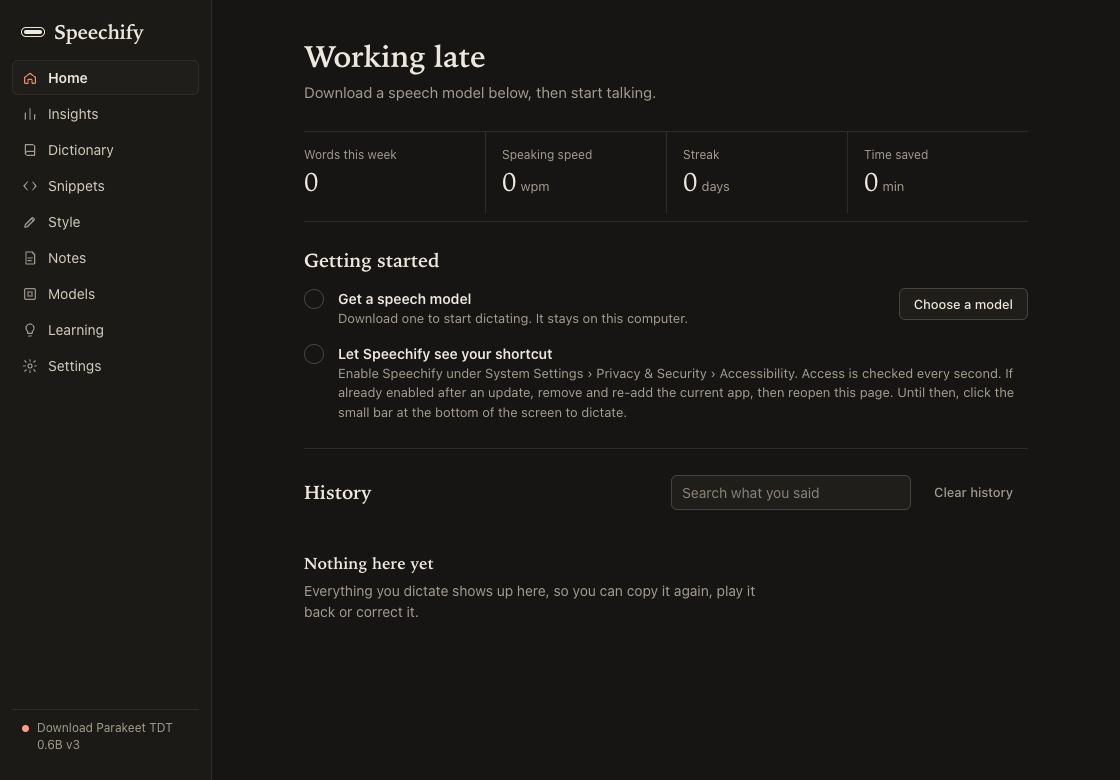 Speechify
Home
Insights
Dictionary
Snippets
Style
Notes
Models
Learning
Settings
Download Parakeet TDT
0.6B v3
Working late
Download a speech model below, then start talking.
Words this week
0
Speaking speed
0 wpm
Streak
0 days
Time saved
0 min
Getting started
Get a speech model
Download one to start dictating. It stays on this computer.
Choose a model
Let Speechify see your shortcut
Enable Speechify under System Settings › Privacy & Security › Accessibility. Access is checked every second. If
already enabled after an update, remove and re-add the current app, then reopen this page. Until then, click the
small bar at the bottom of the screen to dictate.
History
Search what you said
Clear history
Nothing here yet
Everything you dictate shows up here, so you can copy it again, play it
back or correct it.